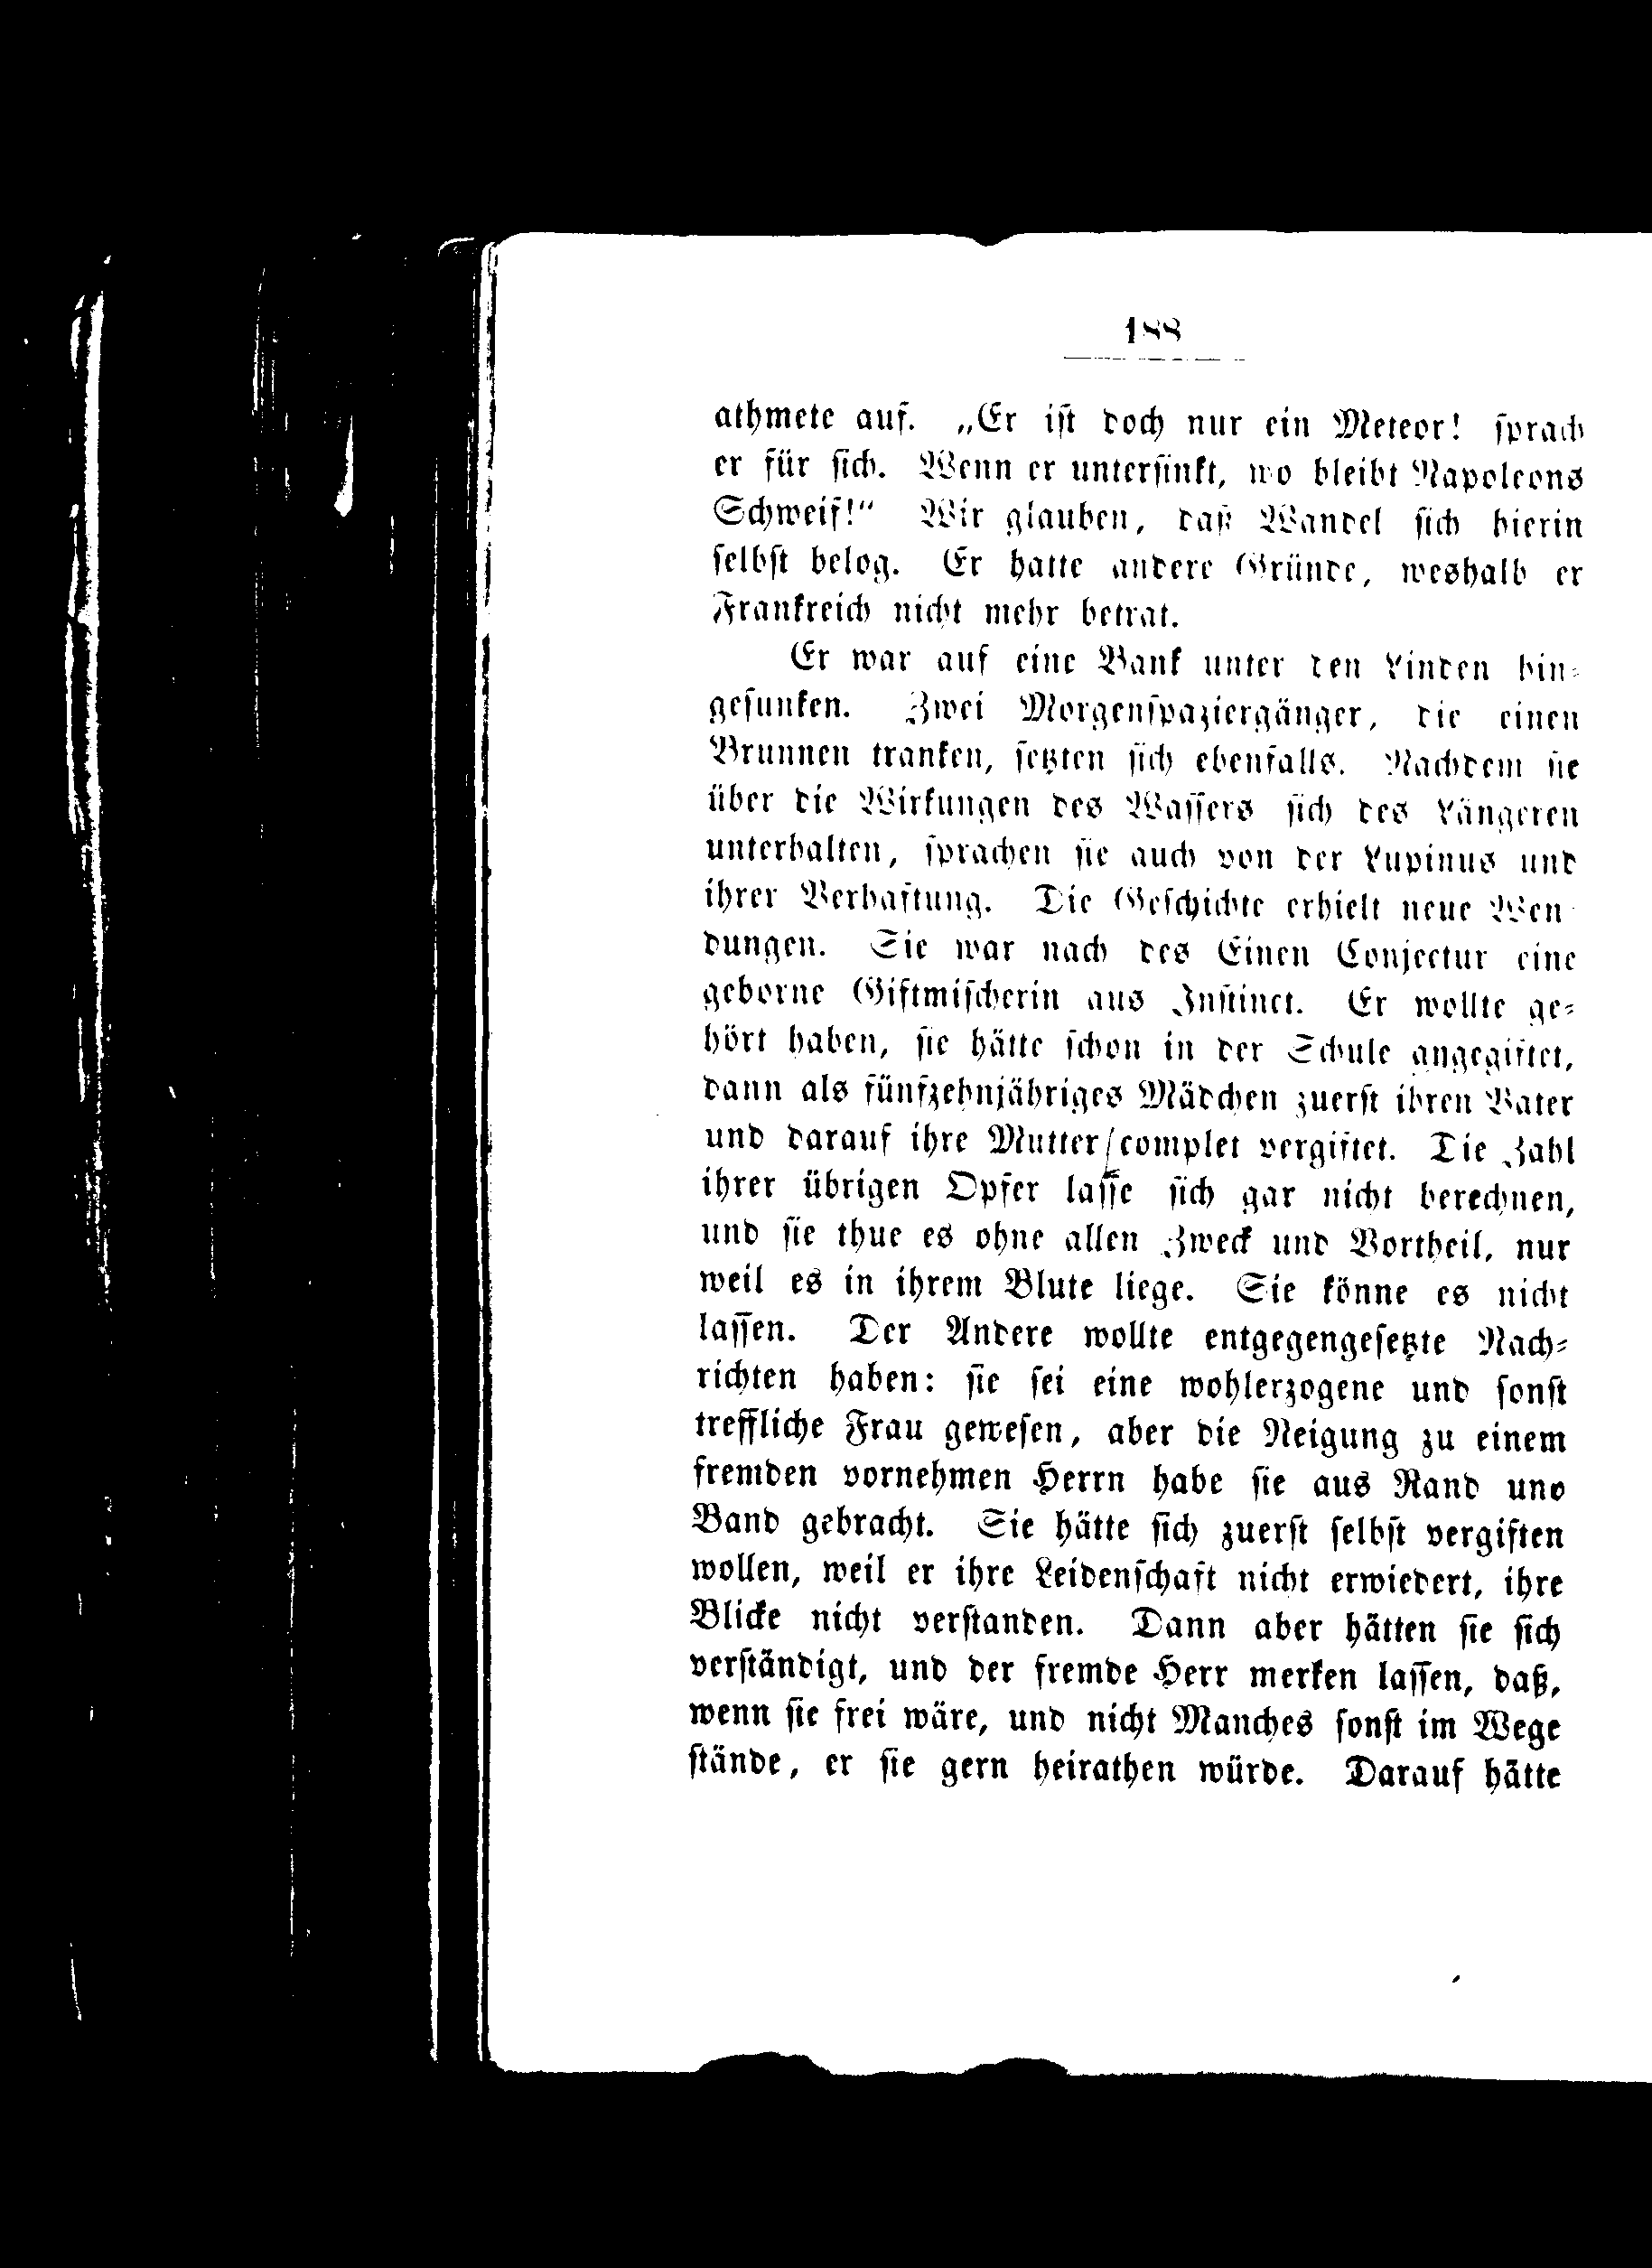 188
athmete auf. „Er iſt doch nur ein Meteor! ſprach
er für ſich. Wenn er unterſinkt, wo bleibt Napoleons
Schweif!“ Wir glauben, daß Wandel ſich hierin
ſelbſt belog. Er hatte andere Gründe, weshalb er
Frankreich nicht mehr betrat.
Er war auf eine Bank unter den Linden hin⸗
geſunken. Zwei Morgenſpaziergänger, die einen
Brunnen tranken, ſetzten ſich ebenfalls. Nachdem ſie
über die Wirkungen des Waſſers ſich des Längeren
unterhalten, ſprachen ſie auch von der Lupinus und
ihrer Verhaftung. Die Geſchichte erhielt neue Wen⸗
dungen. Sie war nach des Einen Conjectur eine
geborne Giftmiſcherin aus Inſtinct. Er wollte ge⸗
hört haben, ſie hätte ſchon in der Schule angegiftet,
dann als fünfzehnjähriges Mädchen zuerſt ihren Vater
und darauf ihre Mutter complet vergiftet. Die Zahl
ihrer übrigen Opfer laſſe ſich gar nicht berechnen,
und ſie thue es ohne allen Zweck und Vortheil, nur
weil es in ihrem Blute liege. Sie könne es nicht
laſſen. Der Andere wollte entgegengeſetzte Nach⸗
richten haben: ſie ſei eine wohlerzogene und ſonſt
treffliche Frau geweſen, aber die Neigung zu einem
fremden vornehmen Herrn habe ſie aus Rand und
Band gebracht. Sie hätte ſich zuerſt ſelbſt vergiften
wollen, weil er ihre Leidenſchaft nicht erwiedert, ihre
Blicke nicht verſtanden. Dann aber hätten ſie ſich
verſtändigt, und der fremde Herr merken laſſen, daß,
wenn ſie frei wäre, und nicht Manches ſonſt im Wege
ſtände, er ſie gern heirathen würde. Darauf hätte